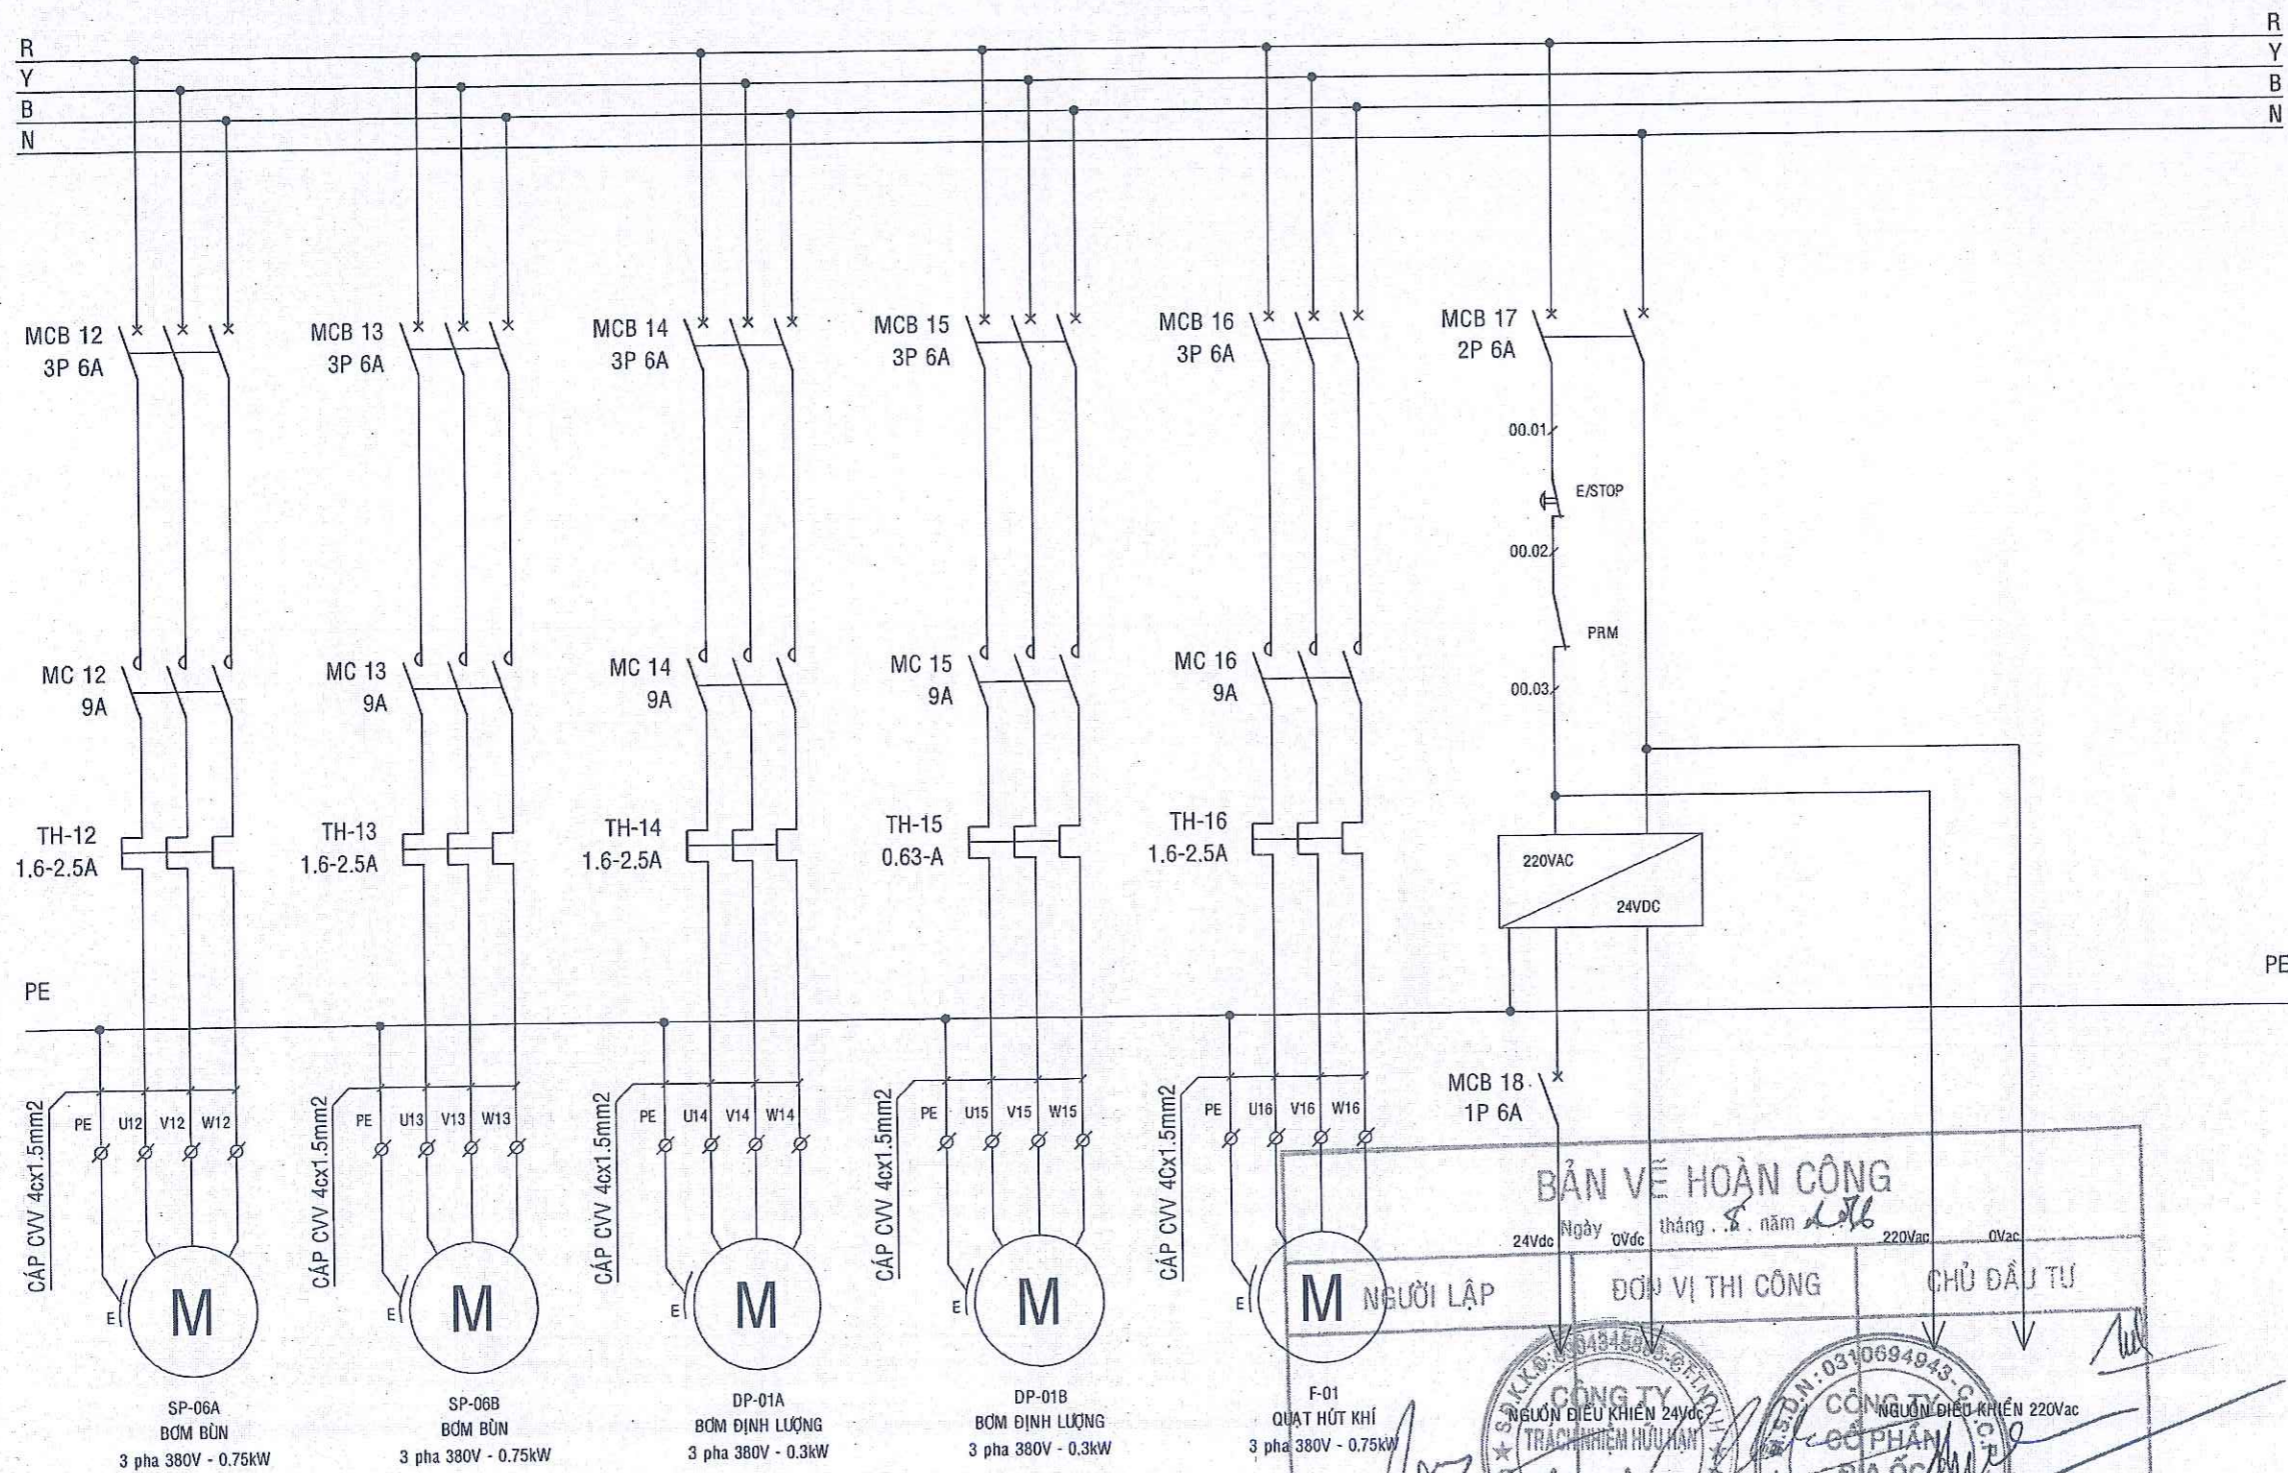 R
Y
B
N
R
Y
B
N
MCB 12
3P 6A
MCB 13
3P 6A
MCB 14
3P 6A
MCB 15
3P 6A
MCB 16
3P 6A
MCB 17
2P 6A
00.01
E/STOP
00.02
PRM
00.03
MC 12
9A
MC 13
9A
MC 14
9A
MC 15
9A
MC 16
9A
TH-12
1.6-2.5A
TH-13
1.6-2.5A
TH-14
1.6-2.5A
TH-15
0.63-A
TH-16
1.6-2.5A
220VAC
24VDC
PE
PE
MCB 18
1P 6A
CÁP CVV 4cx1.5mm2
PE U12 V12 W12
CÁP CVV 4cx1.5mm2
PE U13 V13 W13
CÁP CVV 4cx1.5mm2
PE U14 V14 W14
CÁP CVV 4cx1.5mm2
PE U15 V15 W15
CÁP CVV 4cx1.5mm2
PE U16 V16 W16
E M
E M
E M
E M
E M
SP-06A
BƠM BÙN
3 pha 380V - 0.75kW
SP-06B
BƠM BÙN
3 pha 380V - 0.75kW
DP-01A
BƠM ĐỊNH LƯỢNG
3 pha 380V - 0.3kW
DP-01B
BƠM ĐỊNH LƯỢNG
3 pha 380V - 0.3kW
F-01
QUẠT HÚT KHÍ
3 pha 380V - 0.75kW
BẢN VẼ HOÀN CÔNG
Ngày tháng 8 năm
24Vdc 0Vdc 220Vac 0Vac
NGƯỜI LẬP
ĐƠN VỊ THI CÔNG
CHỦ ĐẦU TƯ
NGUỒN ĐIỀU KHIỂN 24Vdc
NGUỒN ĐIỀU KHIỂN 220Vac
CÔNG TY
TRÁCH NHIỆM HỮU HẠN
M.S.D.N: 0310694943-C.
CÔNG TY
CỔ PHẦN
ĐỊA ỐC